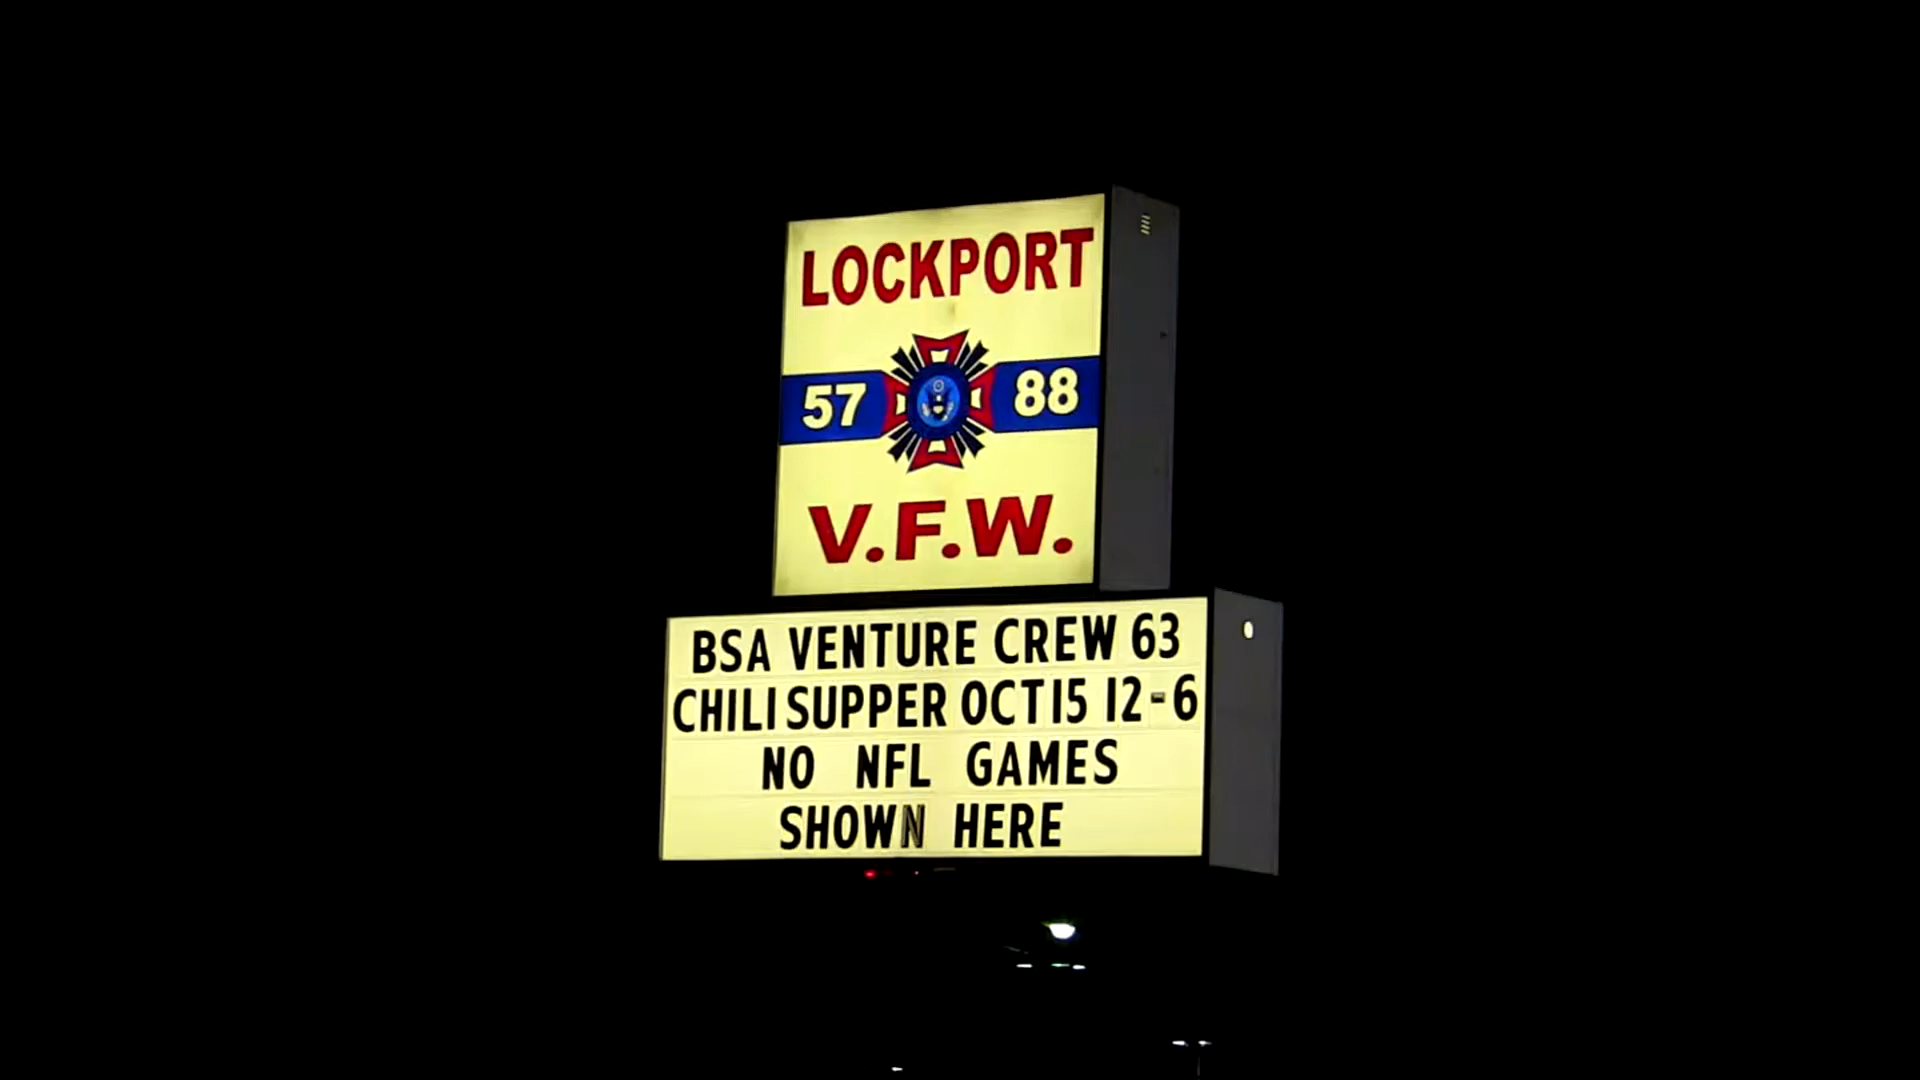 LOCKPORT
57 88
V.F.W.
BSA VENTURE CREW 63
CHILI SUPPER OCT 15 12-6
NO NFL GAMES
SHOWN HERE